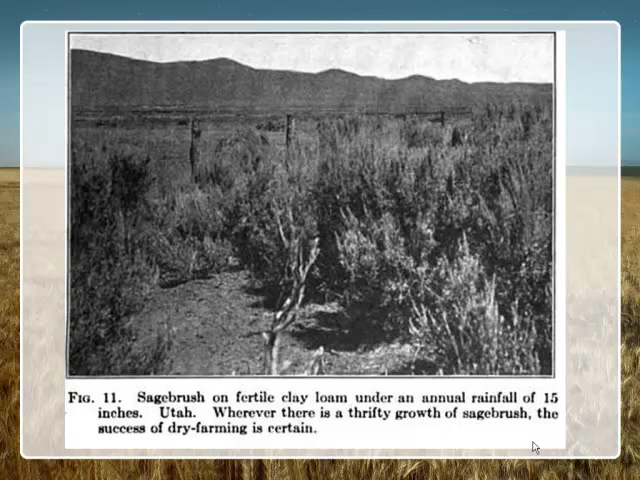 FIG. 11. Sagebrush on fertile clay loam under an annual rainfall of 15
inches. Utah. Wherever there is a thrifty growth of sagebrush, the
success of dry-farming is certain.